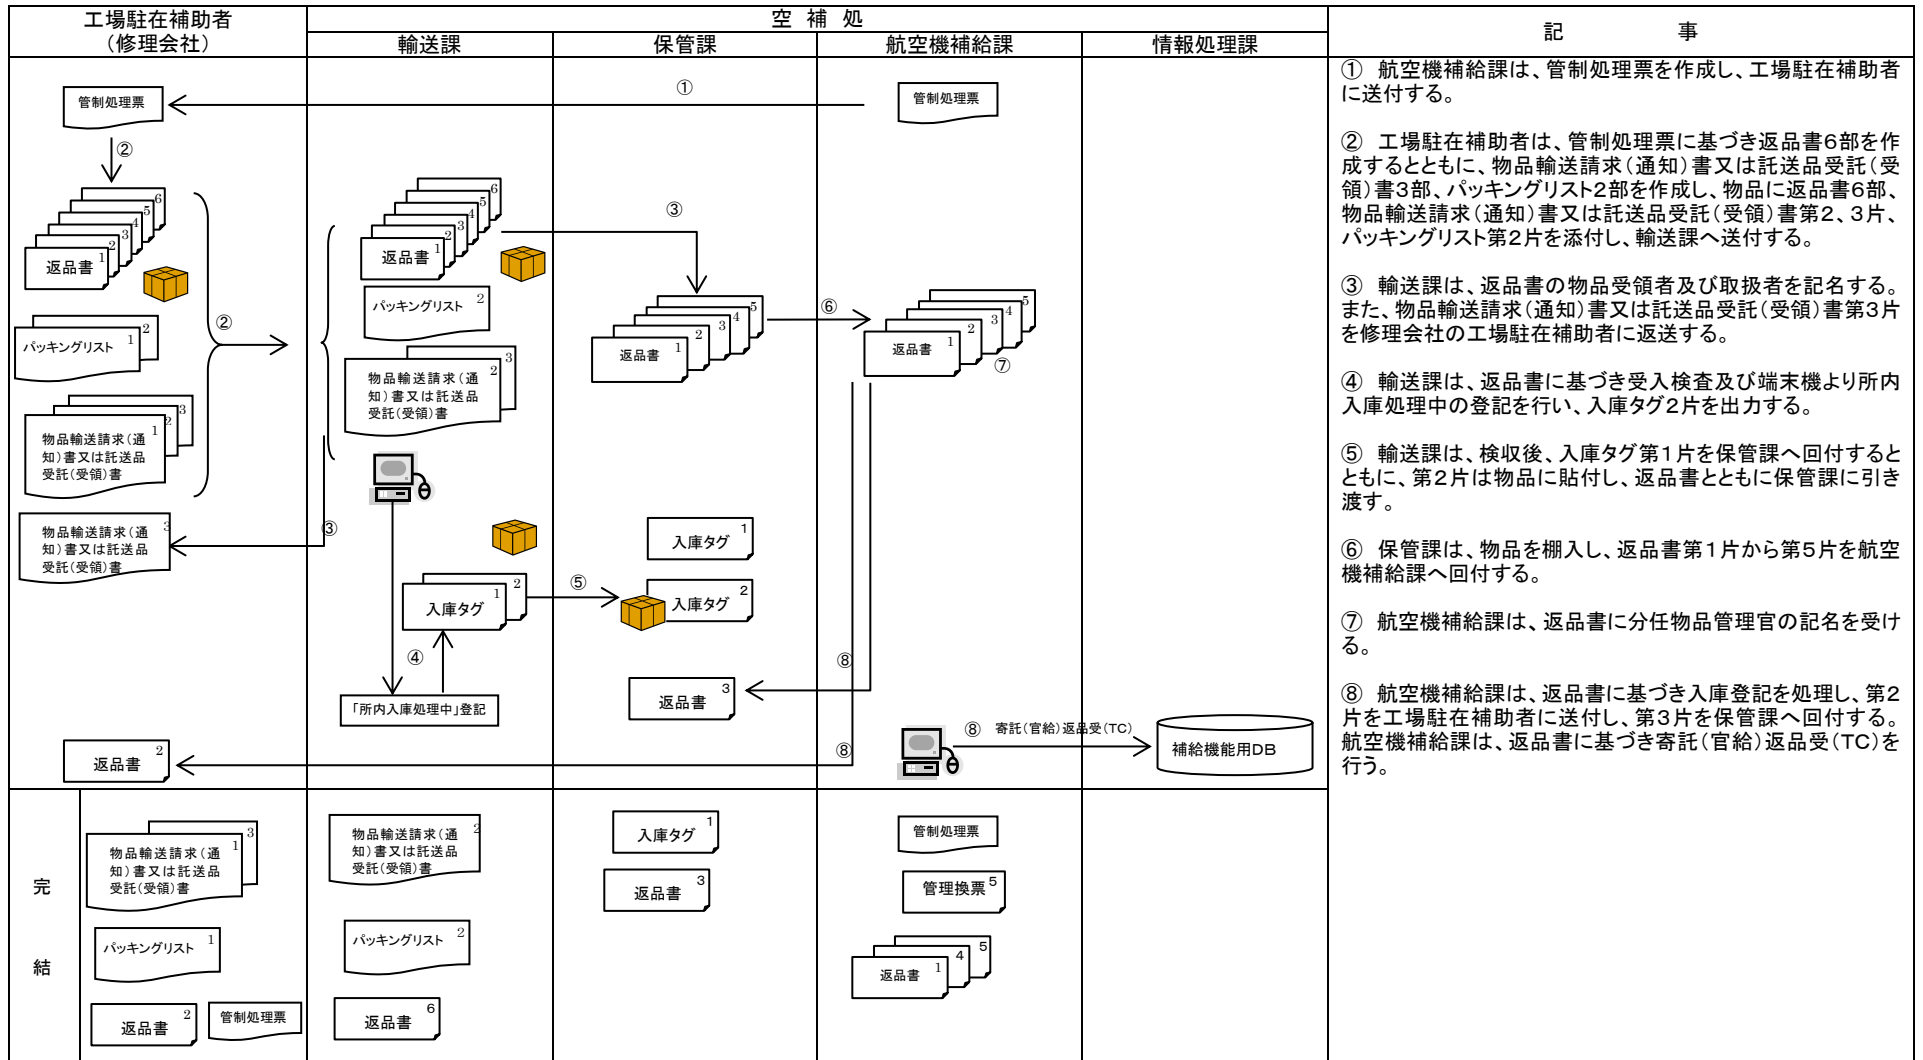 工場駐在補助者
（修理会社）
空 補 処
輸送課
保管課
航空機補給課
情報処理課
記 事
管制処理票
①
管制処理票
②
6
5
4
3
2
1
返品書
パッキングリスト
1
2
3
2
1
物品輸送請求（通
知）書又は託送品
受託（受領）書
②
物品輸送請求（通
知）書又は託送品
受託（受領）書
3
③
6
5
4
3
2
1
返品書
パッキングリスト
2
3
2
物品輸送請求（通
知）書又は託送品
受託（受領）書
③
5
4
3
2
1
返品書
⑥
5
4
3
2
1
返品書
⑦
入庫タグ
1
入庫タグ
2
入庫タグ
1
2
⑤
④
「所内入庫処理中」登記
返品書
3
⑧
⑧
返品書
2
⑧ 寄託（官給）返品受（TC）
補給機能用DB
① 航空機補給課は、管制処理票を作成し、工場駐在補助者
に送付する。
② 工場駐在補助者は、管制処理票に基づき返品書６部を作
成するとともに、物品輸送請求（通知）書又は託送品受託（受
領）書３部、パッキングリスト２部を作成し、物品に返品書６部、
物品輸送請求（通知）書又は託送品受託（受領）書第２、３片、
パッキングリスト第２片を添付し、輸送課へ送付する。
③ 輸送課は、返品書の物品受領者及び取扱者を記名する。
また、物品輸送請求（通知）書又は託送品受託（受領）書第３片
を修理会社の工場駐在補助者に返送する。
④ 輸送課は、返品書に基づき受入検査及び端末機より所内
入庫処理中の登記を行い、入庫タグ２片を出力する。
⑤ 輸送課は、検収後、入庫タグ第１片を保管課へ回付すると
ともに、第２片は物品に貼付し、返品書とともに保管課に引き
渡す。
⑥ 保管課は、物品を棚入し、返品書第１片から第５片を航空
機補給課へ回付する。
⑦ 航空機補給課は、返品書に分任物品管理官の記名を受け
る。
⑧ 航空機補給課は、返品書に基づき入庫登記を処理し、第２
片を工場駐在補助者に送付し、第３片を保管課へ回付する。
航空機補給課は、返品書に基づき寄託（官給）返品受（TC）を
行う。
完
結
3
1
物品輸送請求（通
知）書又は託送品
受託（受領）書
パッキングリスト
1
返品書
2
管制処理票
物品輸送請求（通
知）書又は託送品
受託（受領）書
2
パッキングリスト
2
返品書
6
入庫タグ
1
返品書
3
管制処理票
管理換票
5
5
4
1
返品書